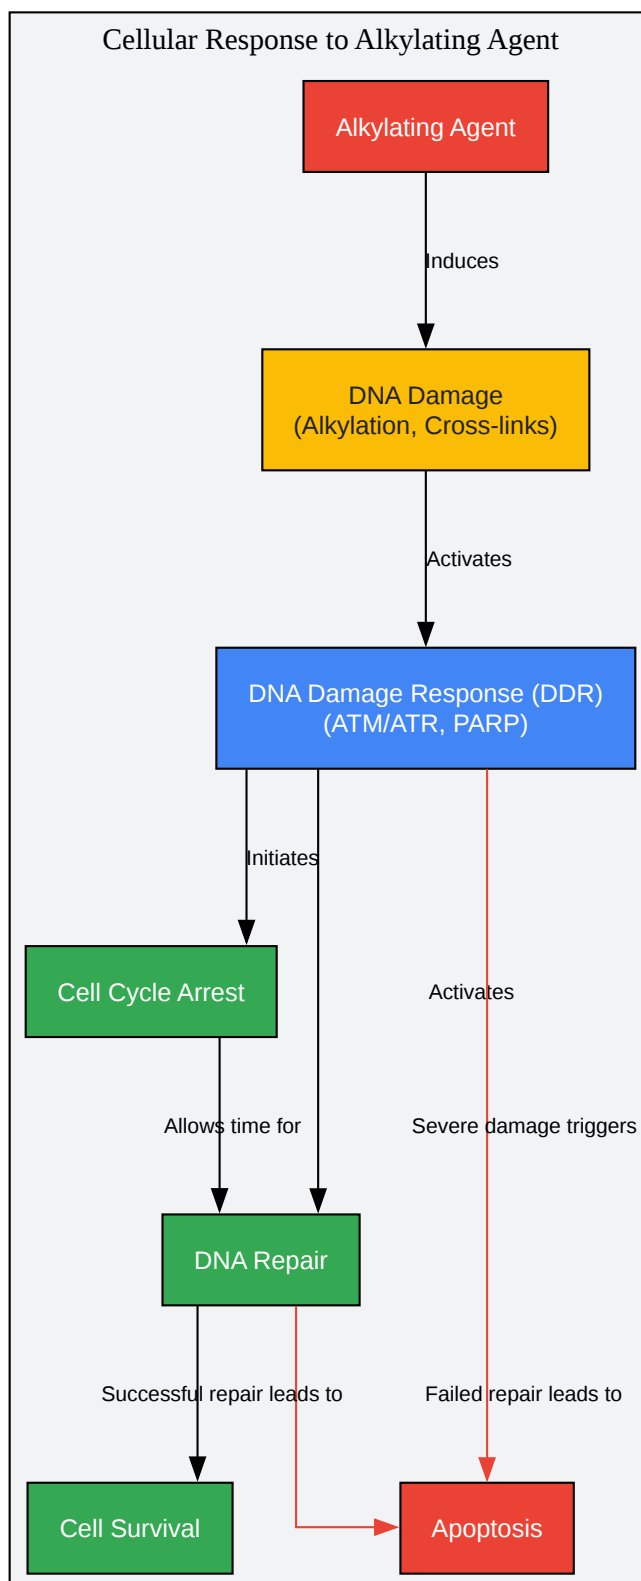 Cellular Response to Alkylating Agent
Alkylating Agent
Induces
DNA Damage
(Alkylation, Cross-links)
Activates
DNA Damage Response (DDR)
(ATM/ATR, PARP)
Initiates
Cell Cycle Arrest
Activates
Allows time for
Severe damage triggers
DNA Repair
Successful repair leads to
Failed repair leads to
Cell Survival
Apoptosis